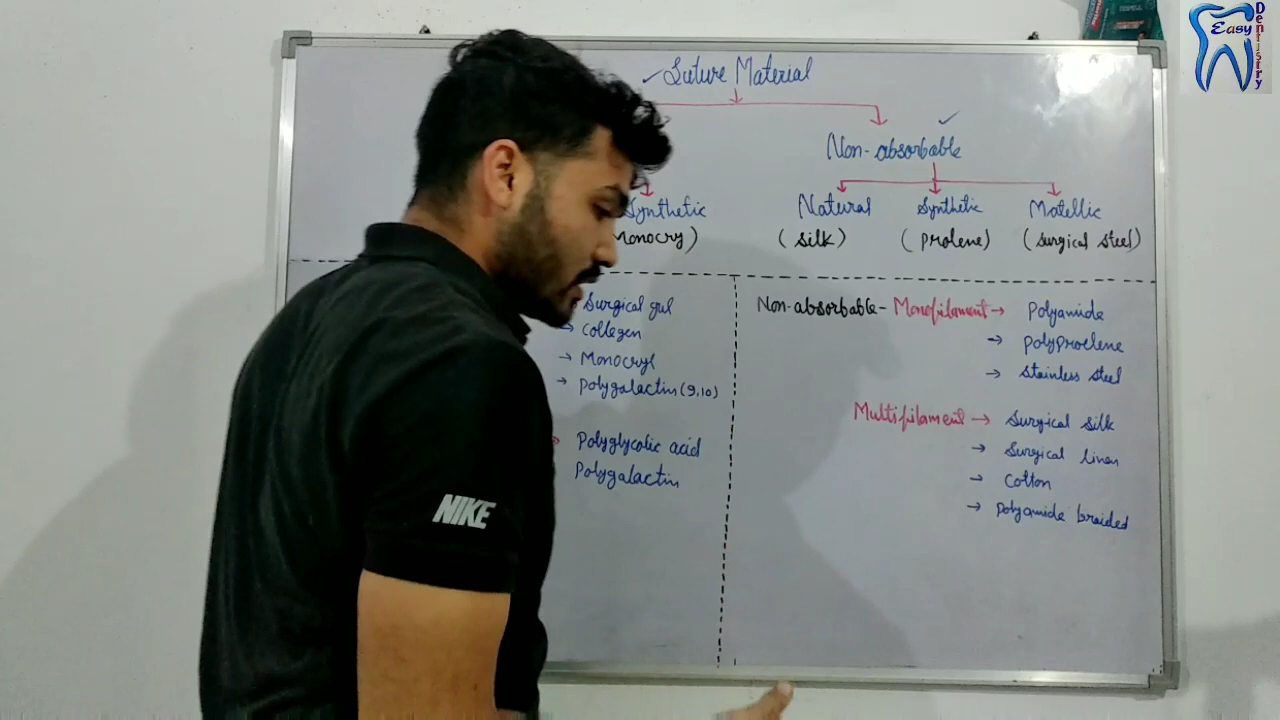 Easy
Dentistry
Suture Material
Non-absorbable
Synthetic
Natural
Synthetic
Matellic
Monocry)
(Silk)
(prolene)
(Surgical steel)
Surgical gut
→ Collagen
→ Monocryl
→ Polygalactin (9,10)
Polyglycolic acid
Polygalactin
Non-absorbable- Monofilament → Polyamide
→ Polyproclene
→ Stainless steel
Multifilament → Surgical silk
→ Surgical linen
→ Cotton
→ Polyamide braided
NIKE